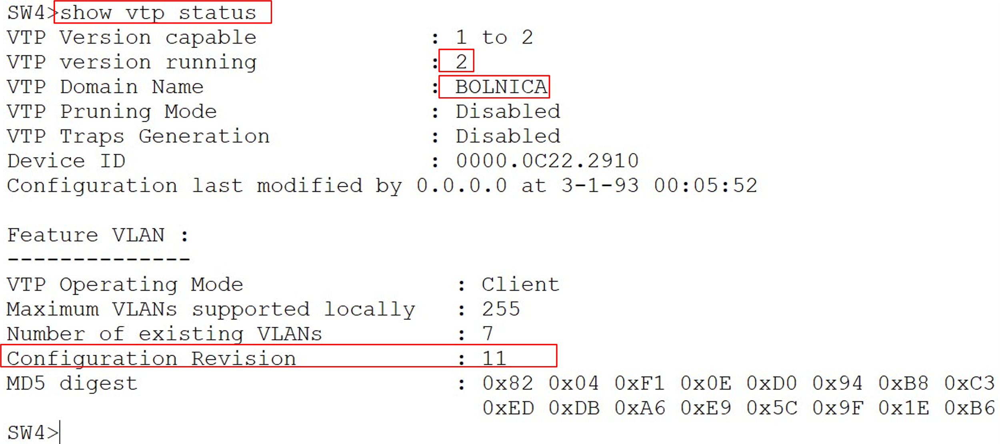 SW4>show vtp status
VTP Version capable : 1 to 2
VTP version running : 2
VTP Domain Name : BOLNICA
VTP Pruning Mode : Disabled
VTP Traps Generation : Disabled
Device ID : 0000.0C22.2910
Configuration last modified by 0.0.0.0 at 3-1-93 00:05:52
Feature VLAN :
--------------
VTP Operating Mode : Client
Maximum VLANs supported locally : 255
Number of existing VLANs : 7
Configuration Revision : 11
MD5 digest : 0x82 0x04 0xF1 0x0E 0xD0 0x94 0xB8 0xC3
0xED 0xDB 0xA6 0xE9 0x5C 0x9F 0x1E 0xB6
SW4>